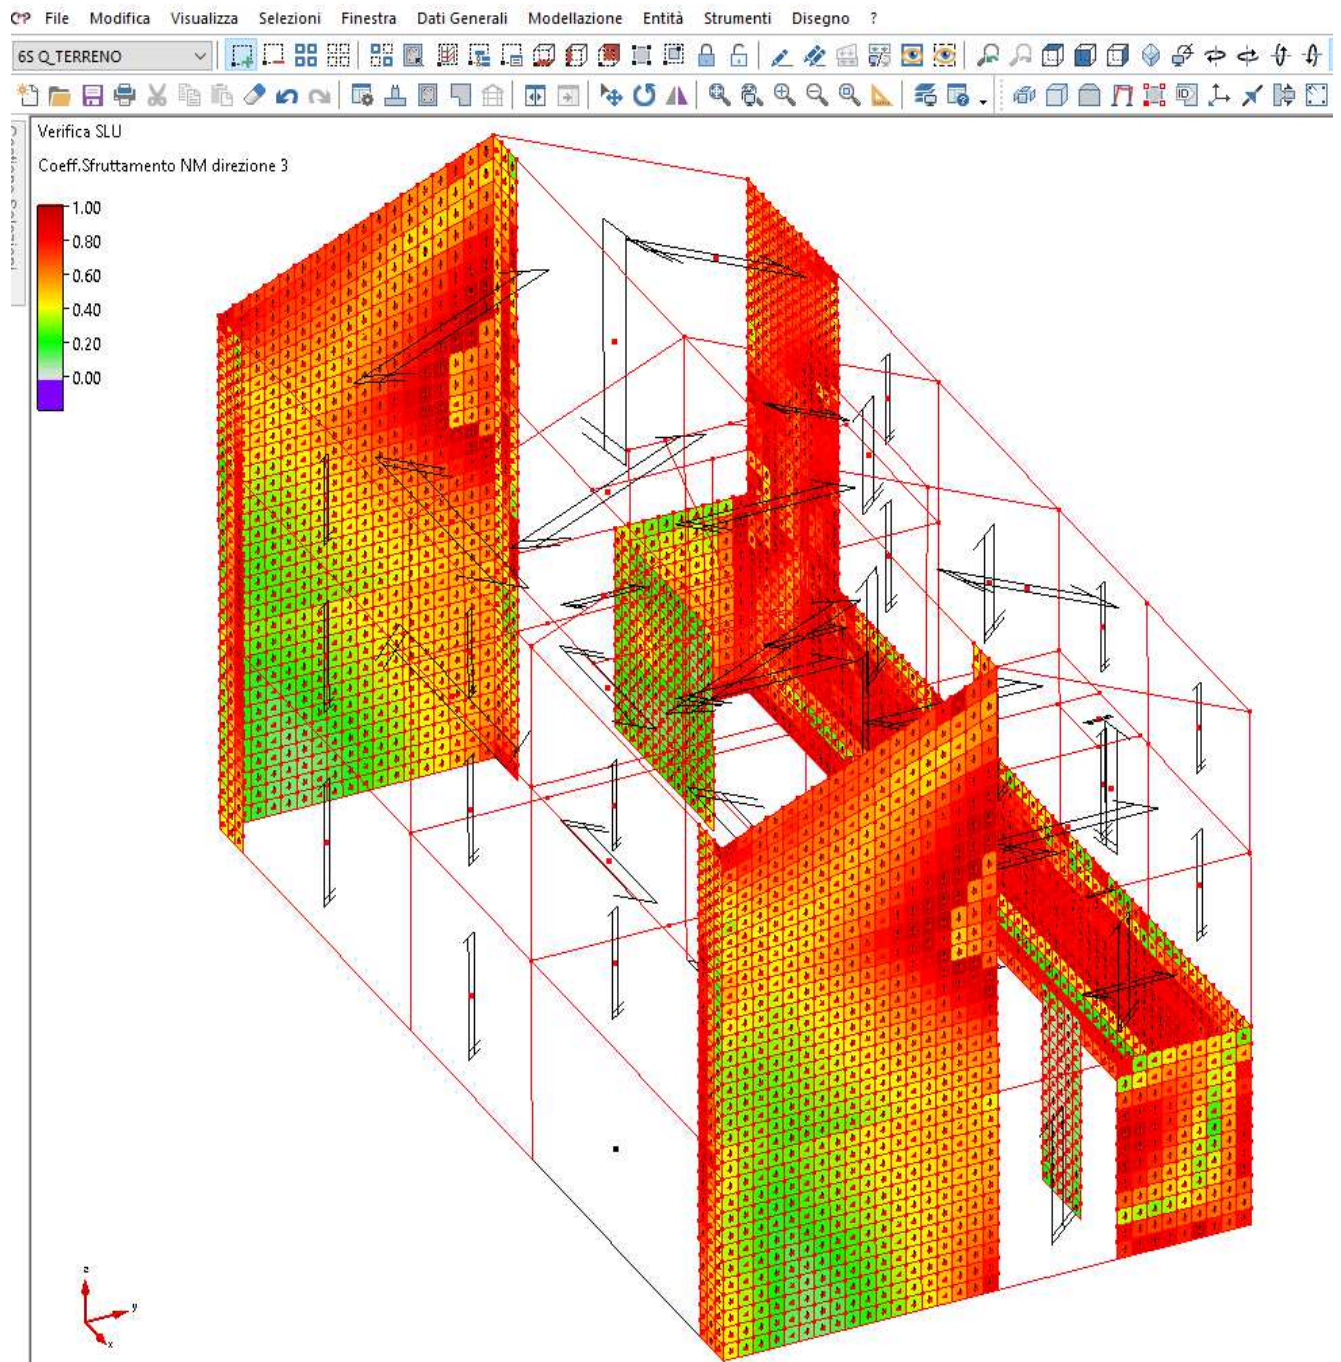 File Modifica Visualizza Selezioni Finestra Dati Generali Modellazione Entità Strumenti Disegno ?
6S Q_TERRENO
Verifica SLU
Coeff.Sfruttamento NM direzione 3
1.00
0.80
0.60
0.40
0.20
0.00
z
y
x